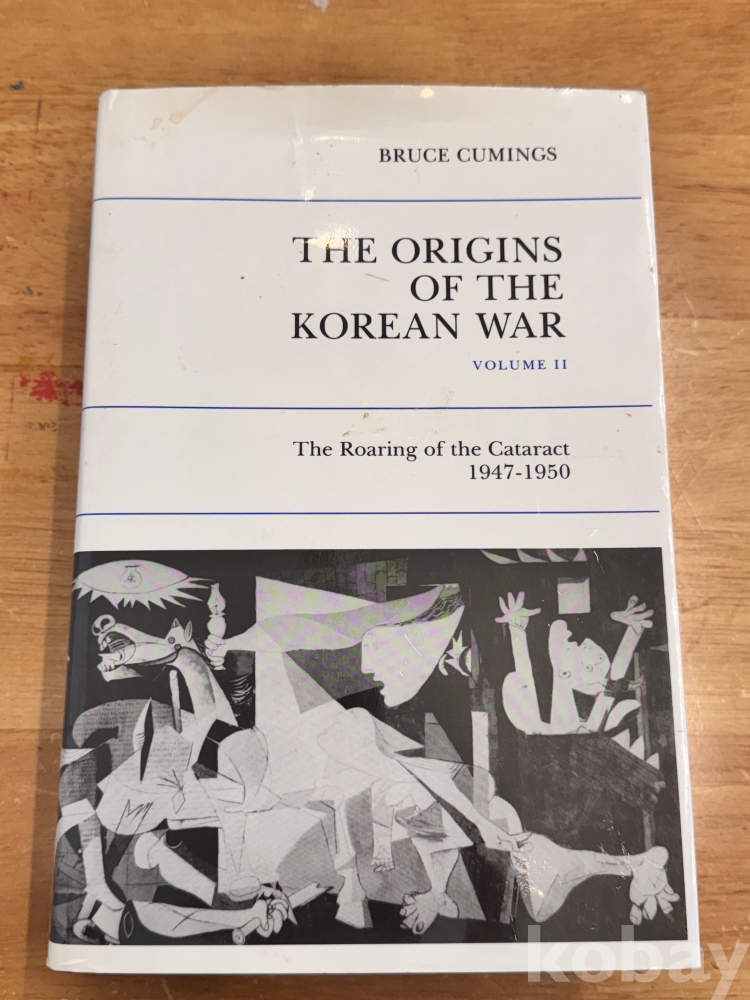 BRUCE CUMINGS
THE ORIGINS
OF THE
KOREAN WAR
VOLUME II
The Roaring of the Cataract
1947-1950
kobay